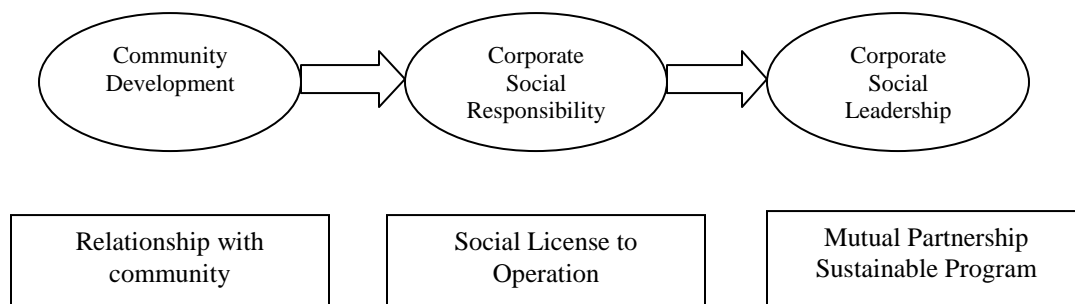 Community
Development
Corporate
Social
Responsibility
Corporate
Social
Leadership
Relationship with
community
Social License to
Operation
Mutual Partnership
Sustainable Program